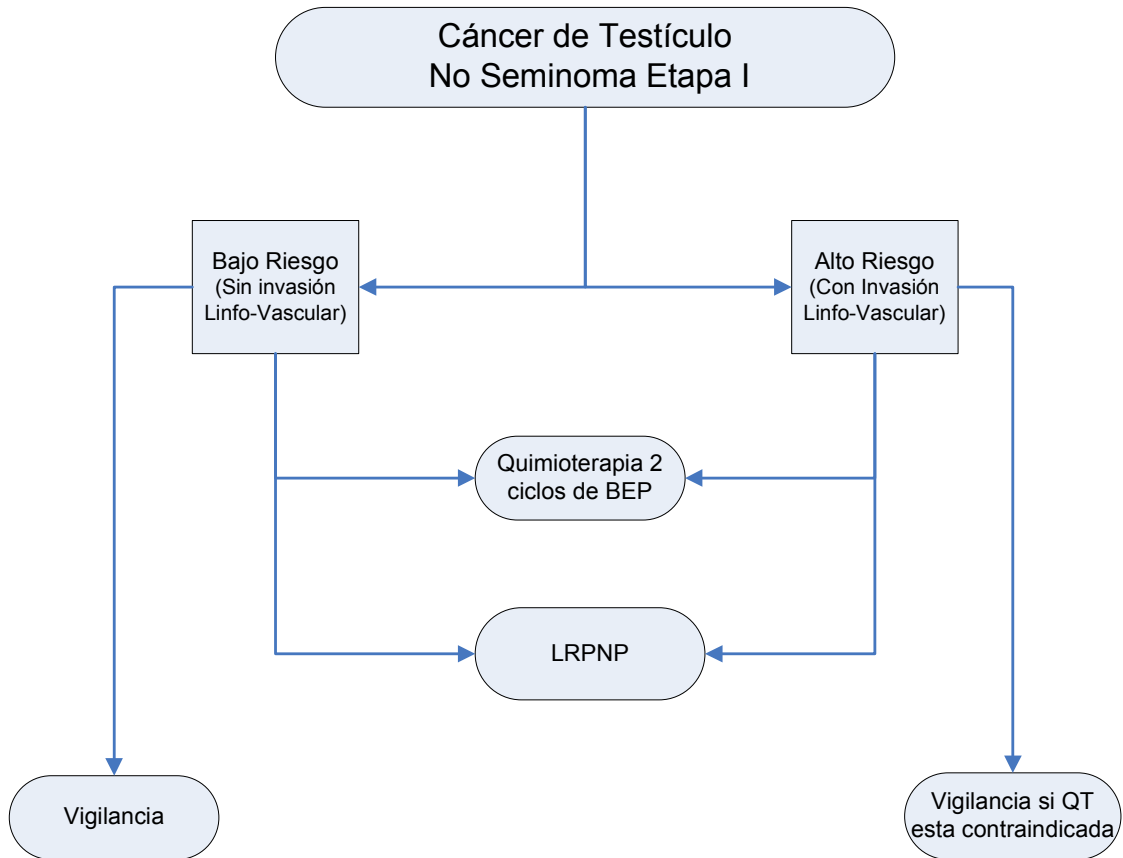 Cáncer de Testículo
No Seminoma Etapa I
Bajo Riesgo
(Sin invasión
Linfo-Vascular)
Alto Riesgo
(Con Invasión
Linfo-Vascular)
Quimioterapia 2
ciclos de BEP
LRPNP
Vigilancia
Vigilancia si QT
esta contraindicada